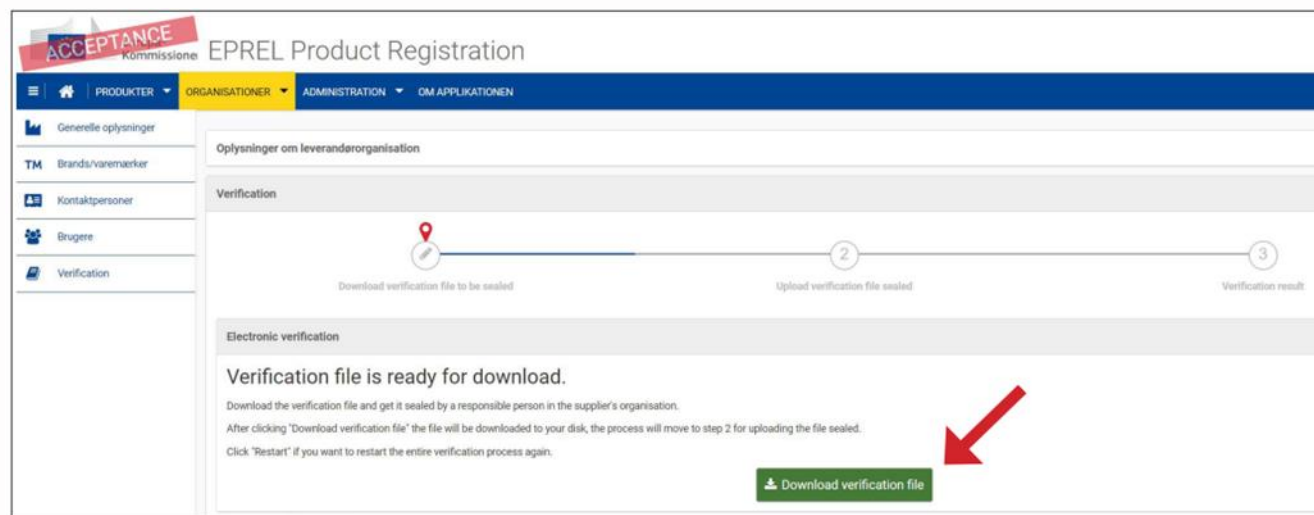 ACCEPTANCE
Kommissione
EPREL Product Registration
PRODUKTER
ORGANISATIONER
ADMINISTRATION
OM APPLIKATIONEN
Generelle oplysninger
TM Brands/varemærker
Kontaktpersoner
Brugere
Verification
Oplysninger om leverandørorganisation
Verification
2
3
Download verification file to be sealed
Upload verification file sealed
Verification result
Electronic verification
Verification file is ready for download.
Download the verification file and get it sealed by a responsible person in the supplier's organisation.
After clicking "Download verification file" the file will be downloaded to your disk, the process will move to step 2 for uploading the file sealed.
Click "Restart" if you want to restart the entire verification process again.
Download verification file